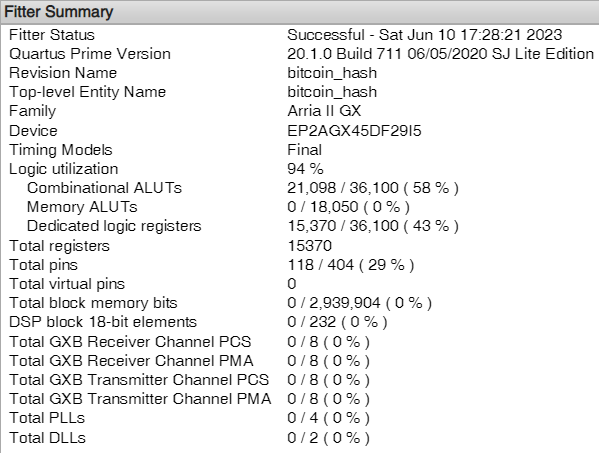 Fitter Summary
Fitter Status Successful - Sat Jun 10 17:28:21 2023
Quartus Prime Version 20.1.0 Build 711 06/05/2020 SJ Lite Edition
Revision Name bitcoin_hash
Top-level Entity Name bitcoin_hash
Family Arria II GX
Device EP2AGX45DF29I5
Timing Models Final
Logic utilization 94 %
Combinational ALUTs 21,098 / 36,100 ( 58 % )
Memory ALUTs 0 / 18,050 ( 0 % )
Dedicated logic registers 15,370 / 36,100 ( 43 % )
Total registers 15370
Total pins 118 / 404 ( 29 % )
Total virtual pins 0
Total block memory bits 0 / 2,939,904 ( 0 % )
DSP block 18-bit elements 0 / 232 ( 0 % )
Total GXB Receiver Channel PCS 0 / 8 ( 0 % )
Total GXB Receiver Channel PMA 0 / 8 ( 0 % )
Total GXB Transmitter Channel PCS 0 / 8 ( 0 % )
Total GXB Transmitter Channel PMA 0 / 8 ( 0 % )
Total PLLs 0 / 4 ( 0 % )
Total DLLs 0 / 2 ( 0 % )